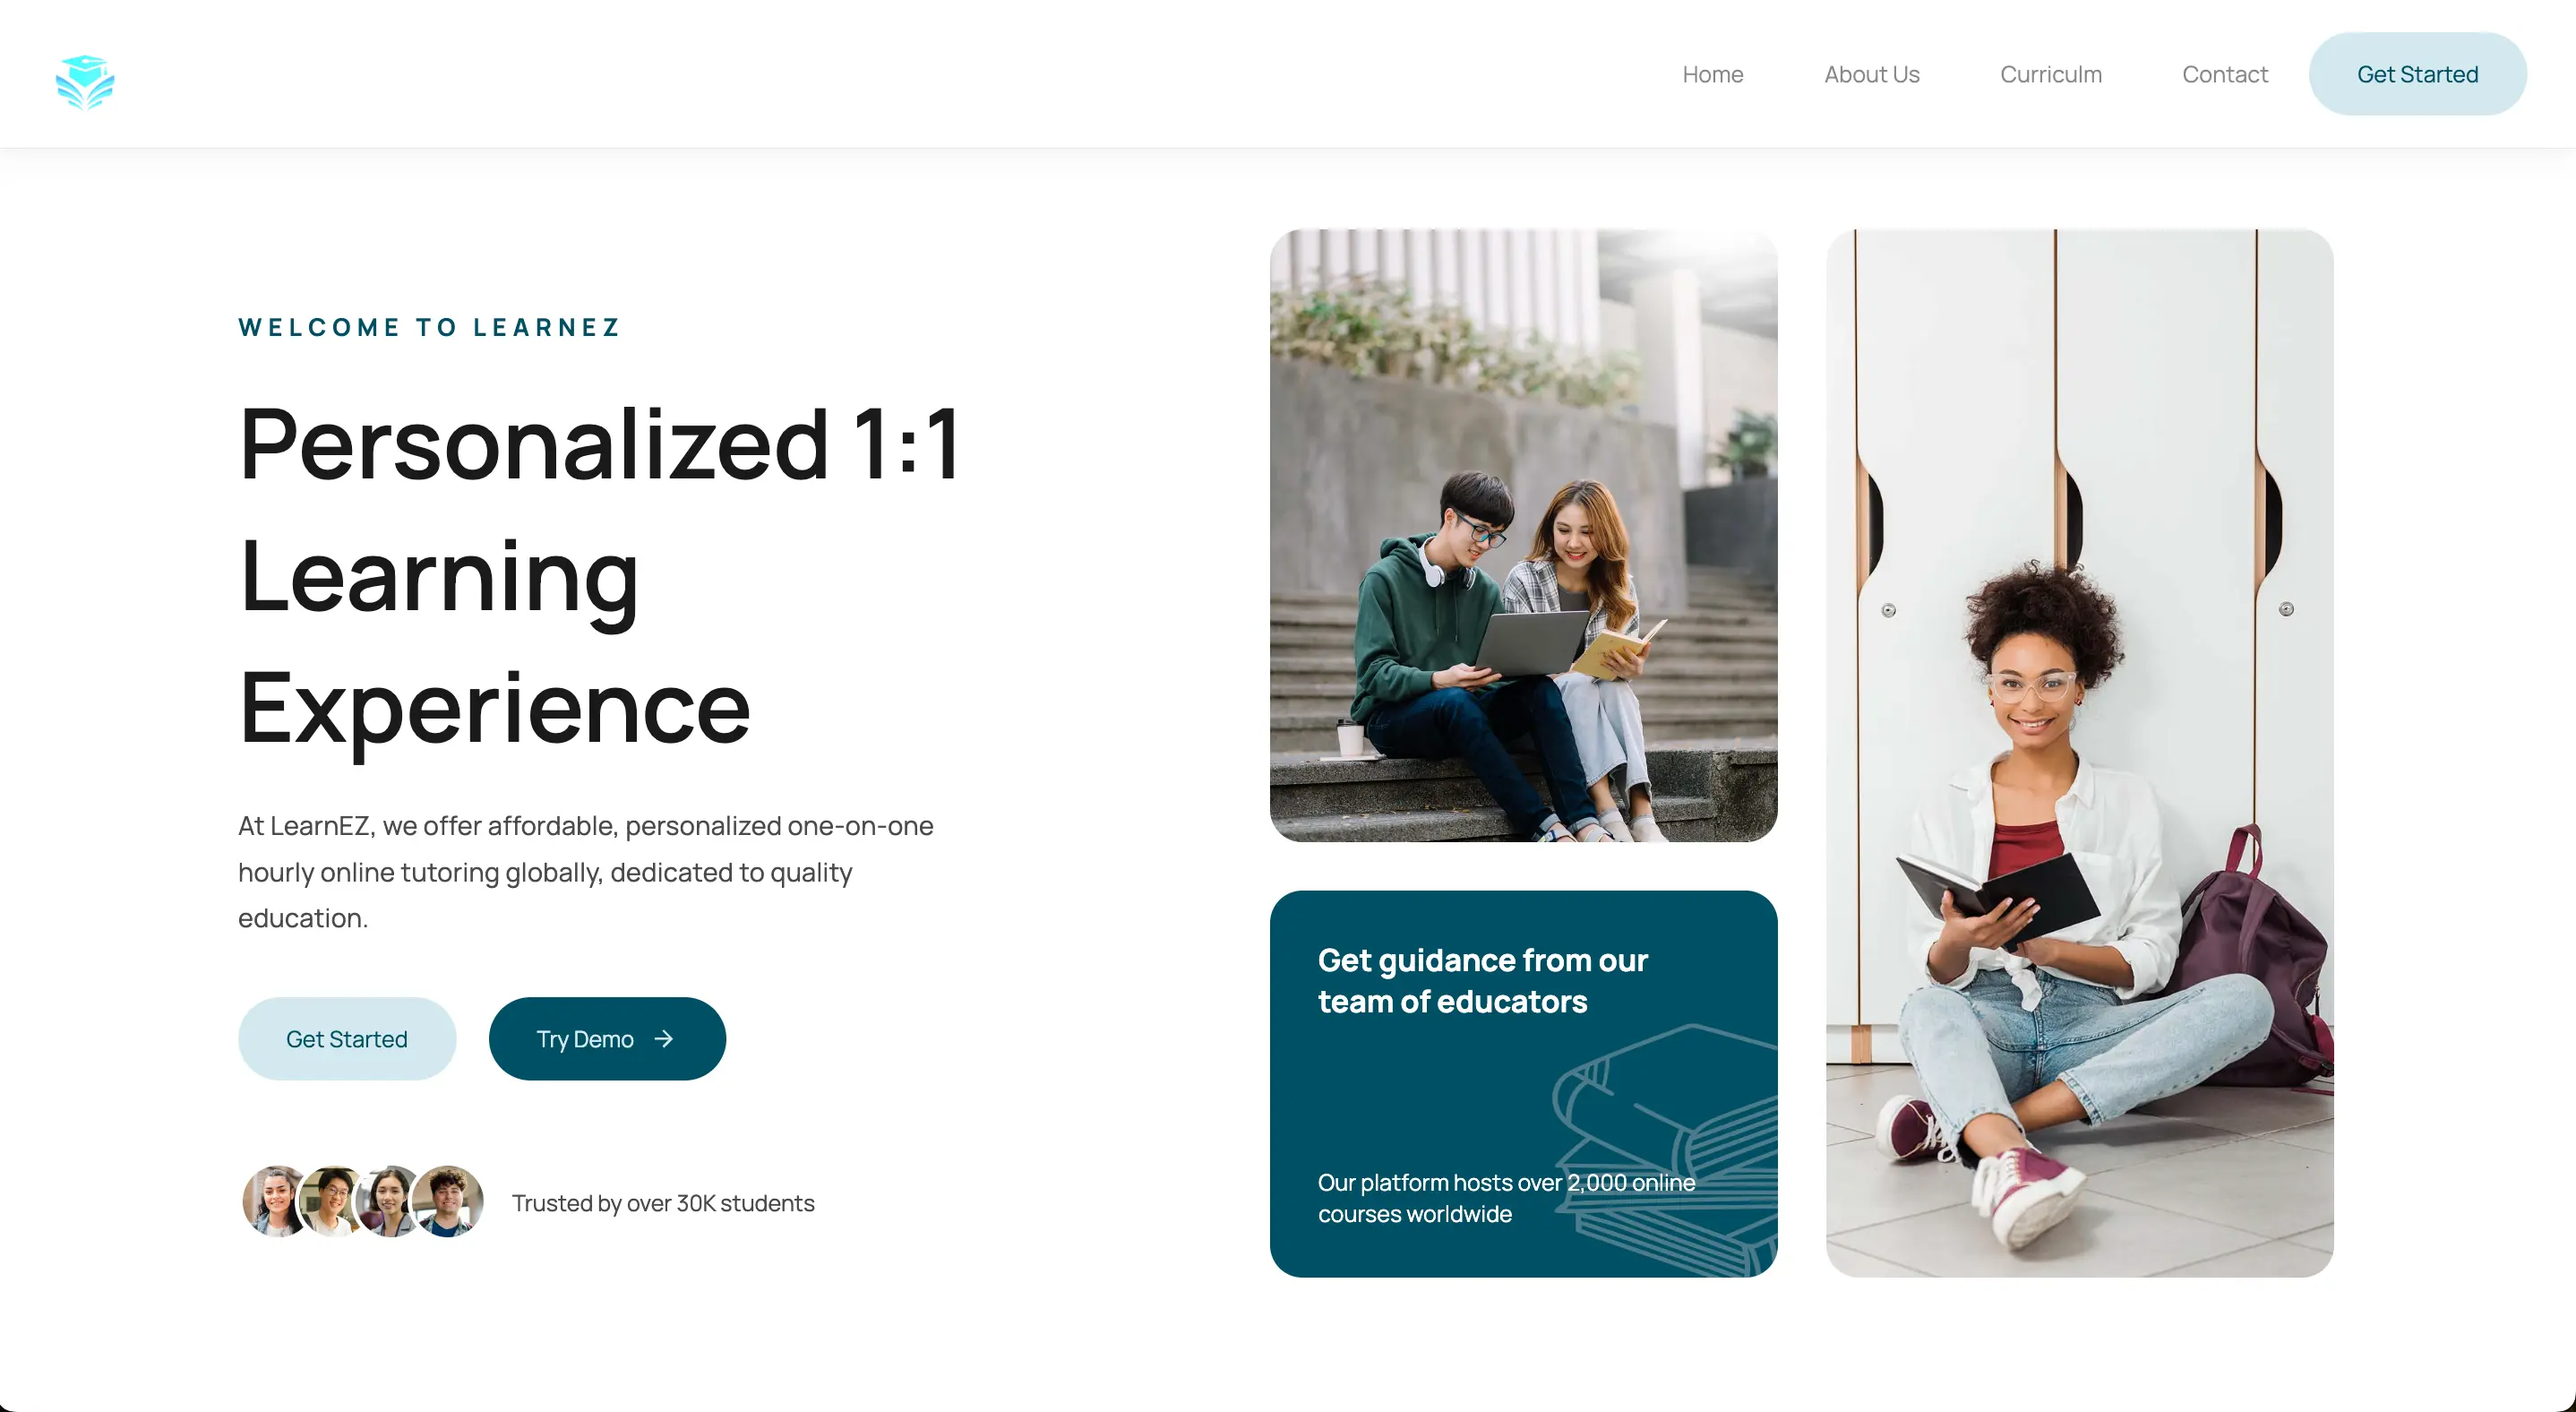 Home
About Us
Curriculm
Contact
Get Started
WELCOME TO LEARNEZ
Personalized 1:1
Learning
Experience
At LearnEZ, we offer affordable, personalized one-on-one
hourly online tutoring globally, dedicated to quality
education.
Get Started
Try Demo
Trusted by over 30K students
Get guidance from our
team of educators
Our platform hosts over 2,000 online
courses worldwide